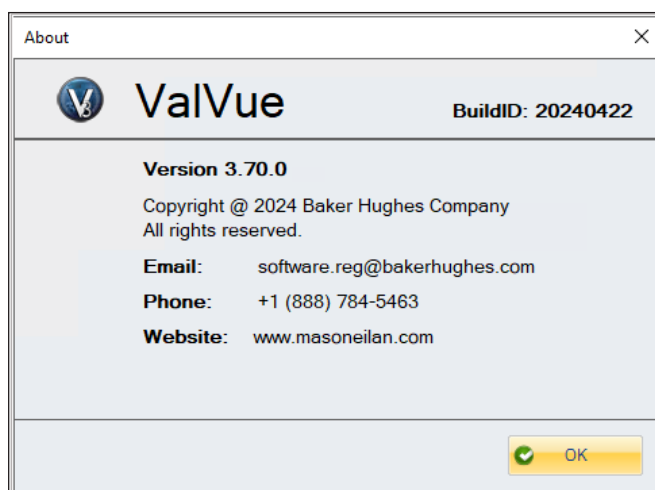 About
ValVue
BuildID: 20240422
Version 3.70.0
Copyright @ 2024 Baker Hughes Company
All rights reserved.
Email: software.reg@bakerhughes.com
Phone: +1 (888) 784-5463
Website: www.masoneilan.com
OK